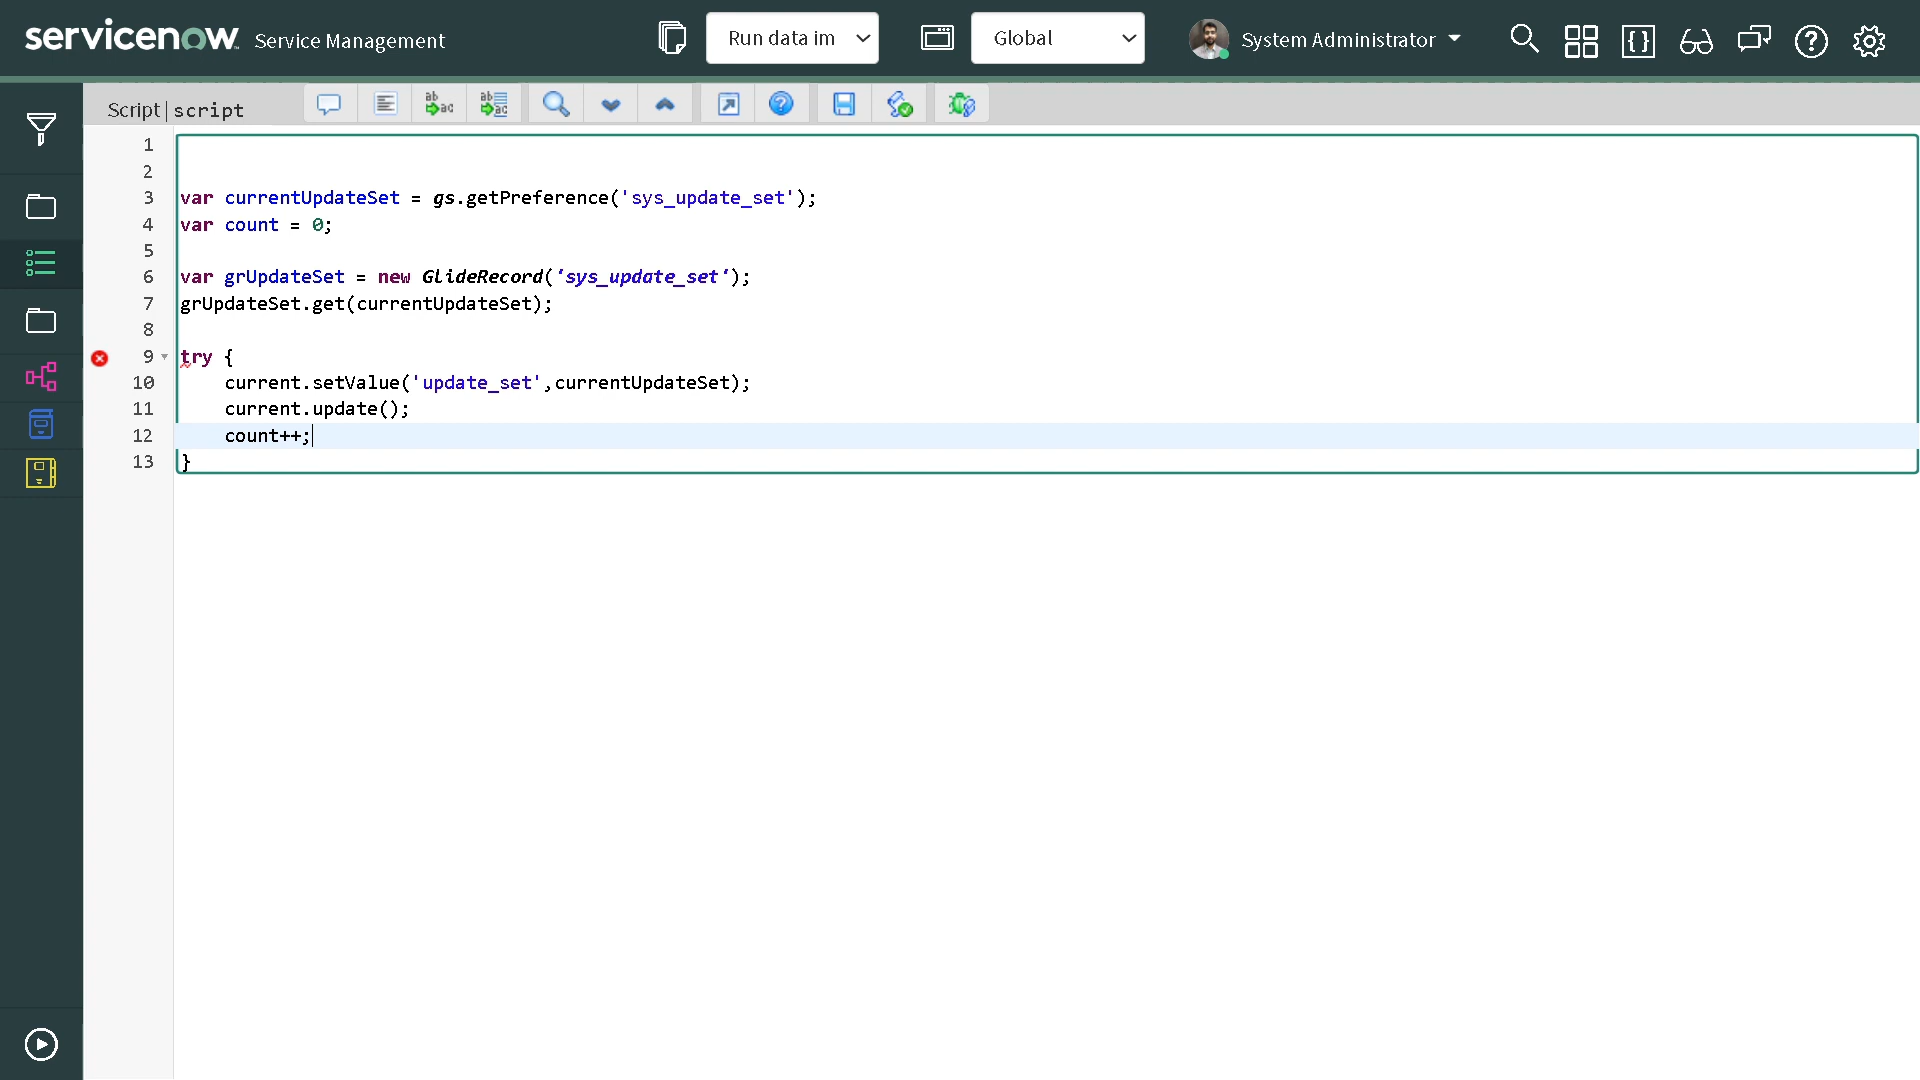 servicenow. Service Management
Run data im
Global
System Administrator
Script | script
1
2
3 var currentUpdateSet = gs.getPreference('sys_update_set');
4 var count = 0;
5
6 var grUpdateSet = new GlideRecord('sys_update_set');
7 grUpdateSet.get(currentUpdateSet);
8
9 try {
10 current.setValue('update_set',currentUpdateSet);
11 current.update();
12 count++;
13 }